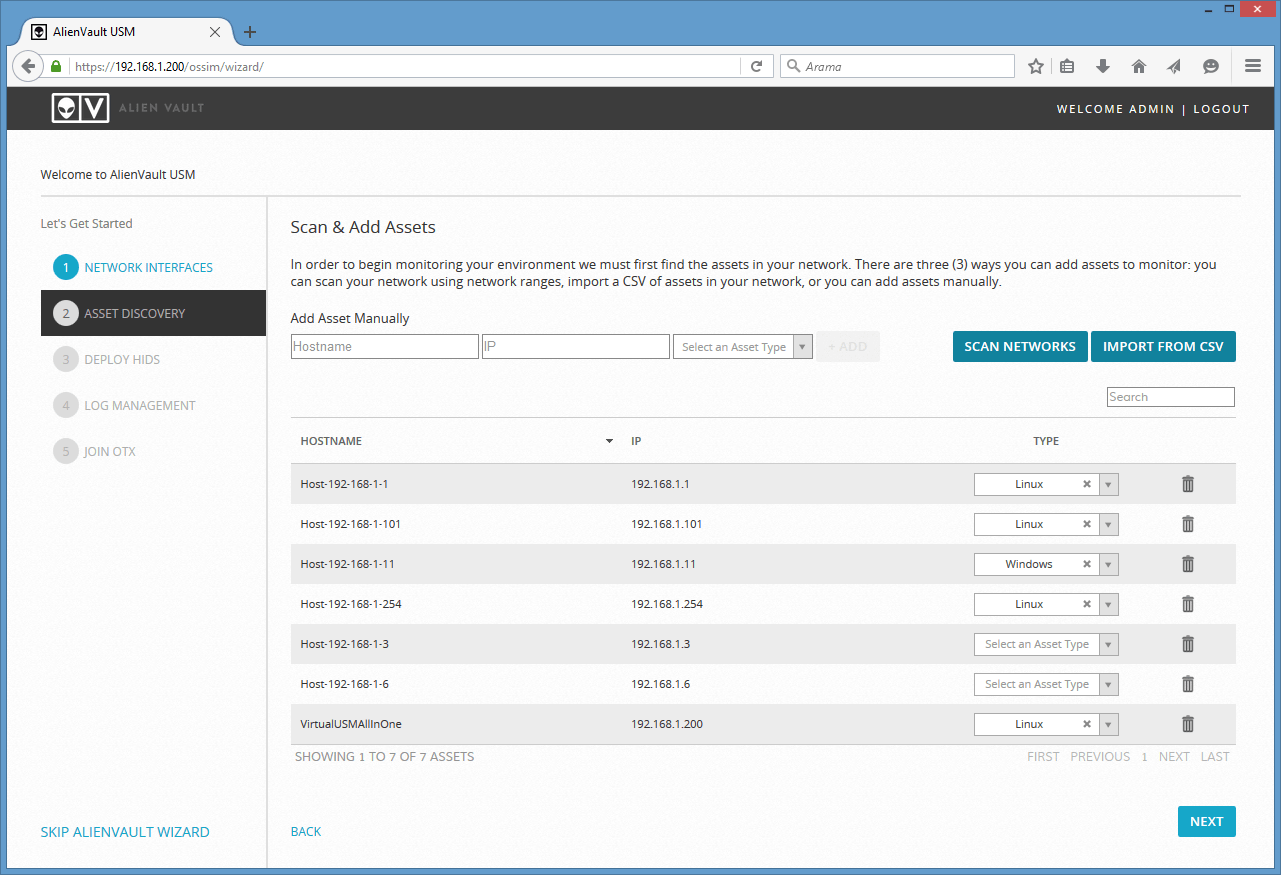 AlienVault USM
https://192.168.1.200/ossim/wizard/
Arama
V ALIEN VAULT
WELCOME ADMIN | LOGOUT
Welcome to AlienVault USM
Let's Get Started
1 NETWORK INTERFACES
2 ASSET DISCOVERY
3 DEPLOY HIDS
4 LOG MANAGEMENT
5 JOIN OTX
SKIP ALIENVAULT WIZARD
Scan & Add Assets
In order to begin monitoring your environment we must first find the assets in your network. There are three (3) ways you can add assets to monitor: you
can scan your network using network ranges, import a CSV of assets in your network, or you can add assets manually.
Add Asset Manually
Hostname IP Select an Asset Type + ADD SCAN NETWORKS IMPORT FROM CSV
Search
HOSTNAME IP TYPE
Host-192-168-1-1 192.168.1.1 Linux
Host-192-168-1-101 192.168.1.101 Linux
Host-192-168-1-11 192.168.1.11 Windows
Host-192-168-1-254 192.168.1.254 Linux
Host-192-168-1-3 192.168.1.3 Select an Asset Type
Host-192-168-1-6 192.168.1.6 Select an Asset Type
VirtualUSMAllInOne 192.168.1.200 Linux
SHOWING 1 TO 7 OF 7 ASSETS FIRST PREVIOUS 1 NEXT LAST
BACK NEXT